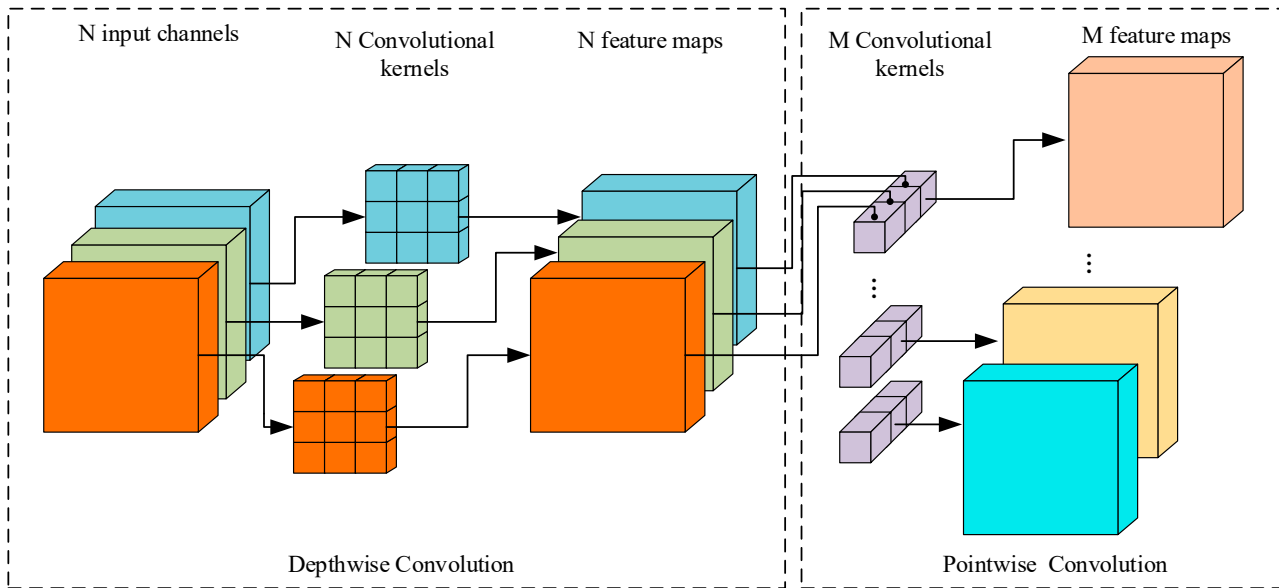 N input channels
N Convolutional
kernels
N feature maps
M Convolutional
kernels
M feature maps
...
...
Depthwise Convolution
Pointwise Convolution